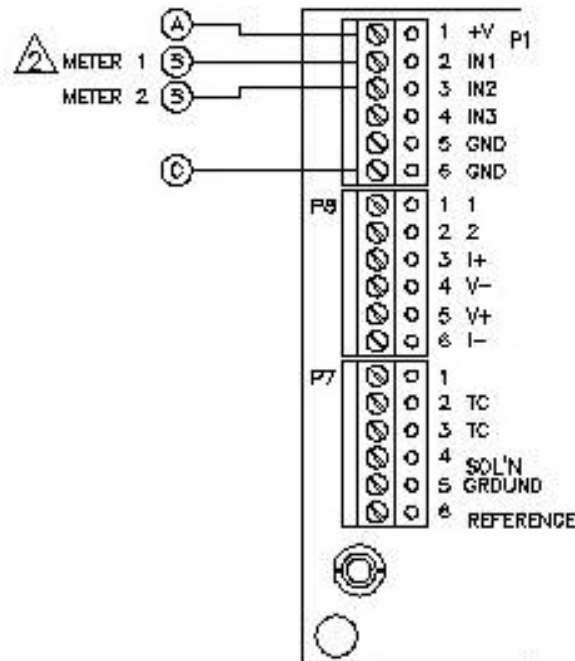 A
1 +V P1
2 METER 1 B 2 IN1
METER 2 B 3 IN2
4 IN3
5 GND
C 6 GND
P8 1 1
2 2
3 I+
4 V-
5 V+
6 I-
P7 1
2 TC
3 TC
4 SOL'N
5 GROUND
6 REFERENCE